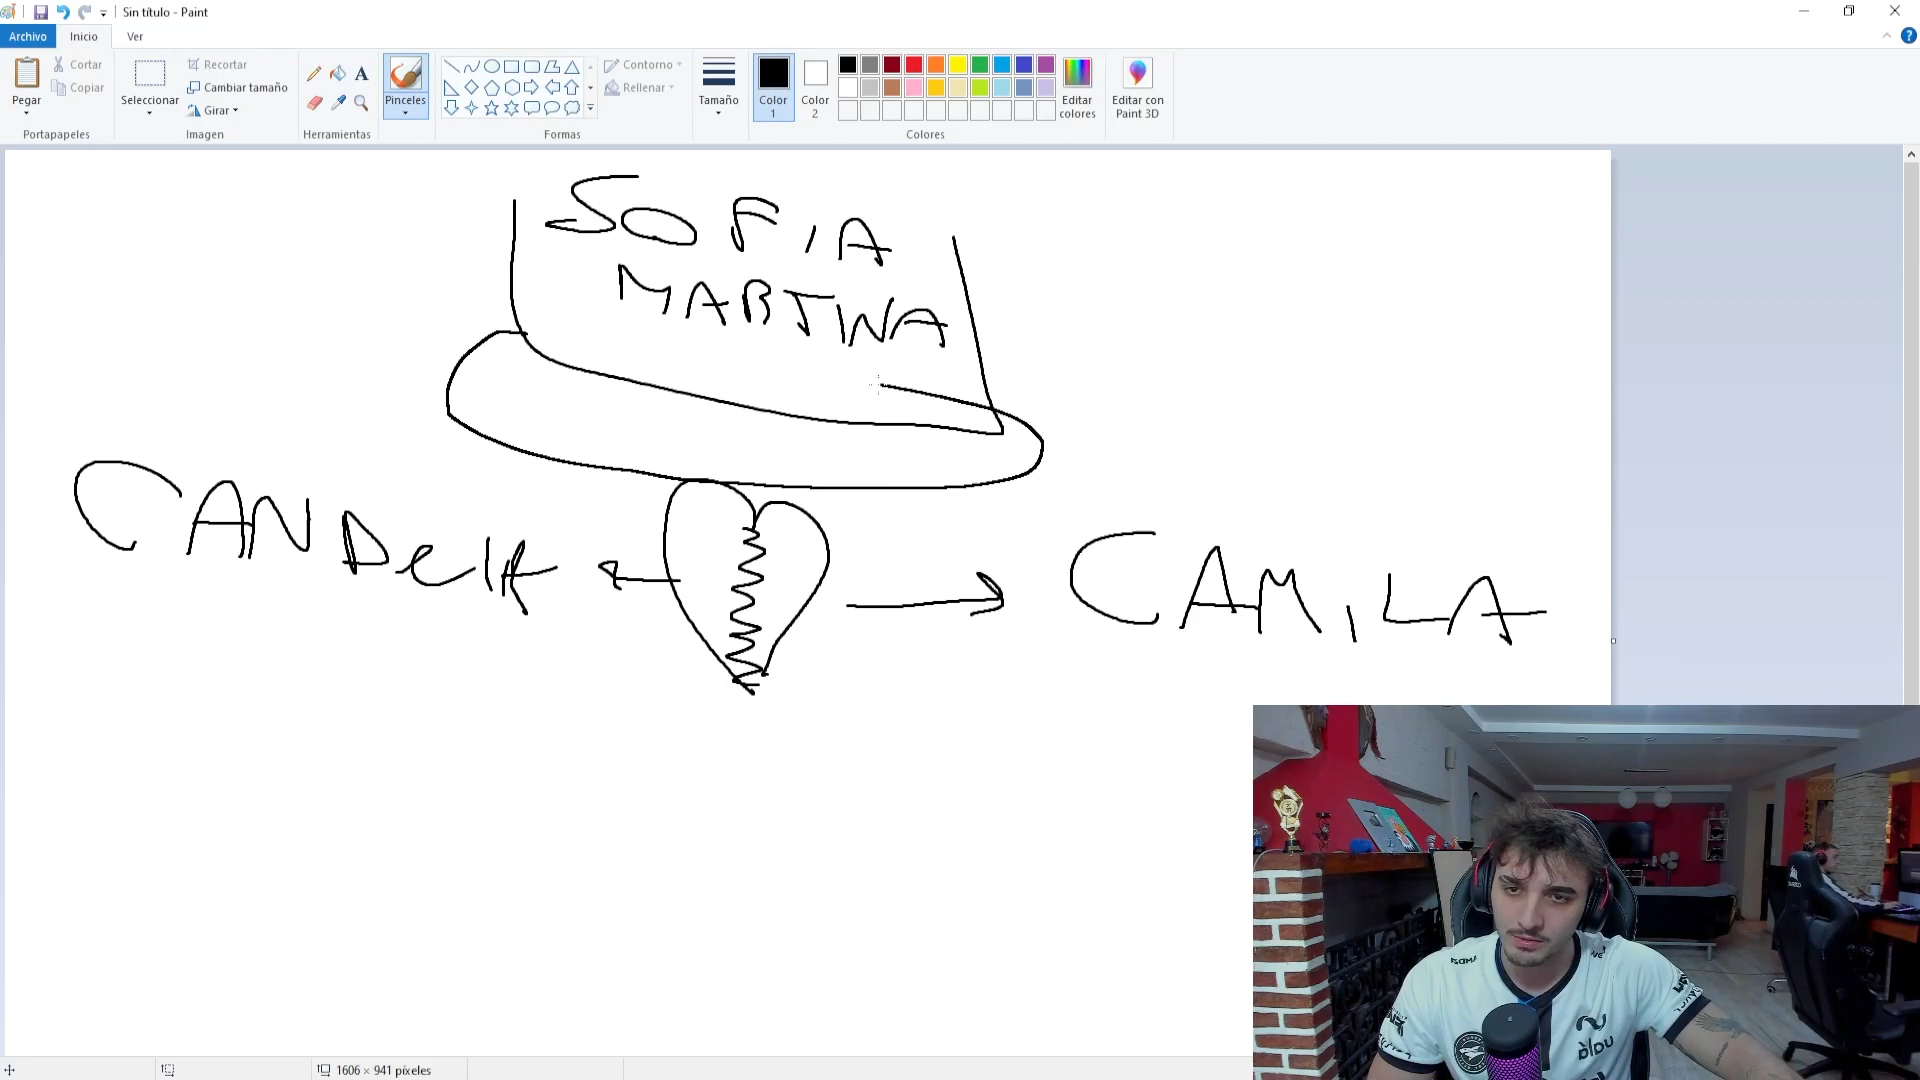 Sin título - Paint
Archivo
Inicio
Ver
Pegar
Cortar
Copiar
Portapapeles
Seleccionar
Recortar
Cambiar tamaño
Girar
Imagen
Herramientas
Pinceles
Contorno
Rellenar
Formas
Tamaño
Color 1
Color 2
Editar colores
Colores
Editar con Paint 3D
SOFIA
MARTINA
CANDelA
CAMILA
1606 × 941 píxeles